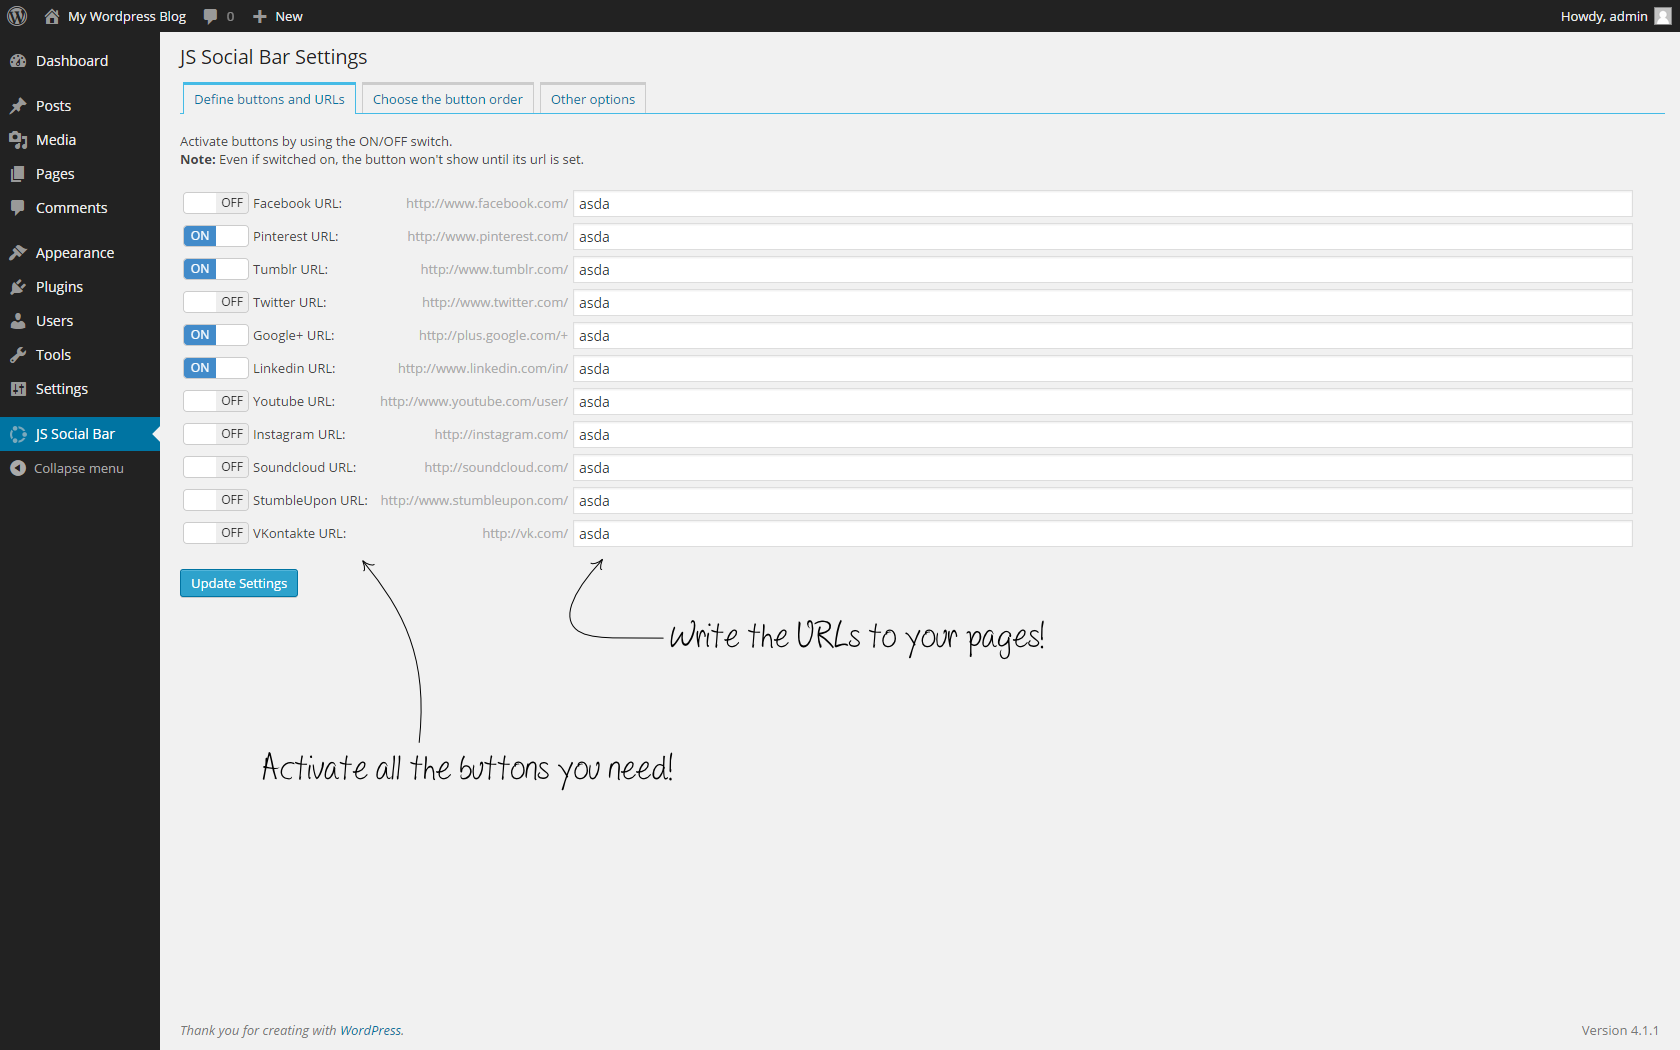 My Wordpress Blog 0 New Howdy, admin
Dashboard
Posts
Media
Pages
Comments
Appearance
Plugins
Users
Tools
Settings
JS Social Bar
Collapse menu
JS Social Bar Settings
Define buttons and URLs Choose the button order Other options
Activate buttons by using the ON/OFF switch.
Note: Even if switched on, the button won't show until its url is set.
OFF Facebook URL: http://www.facebook.com/ asda
ON Pinterest URL: http://www.pinterest.com/ asda
ON Tumblr URL: http://www.tumblr.com/ asda
OFF Twitter URL: http://www.twitter.com/ asda
ON Google+ URL: http://plus.google.com/+ asda
ON Linkedin URL: http://www.linkedin.com/in/ asda
OFF Youtube URL: http://www.youtube.com/user/ asda
OFF Instagram URL: http://instagram.com/ asda
OFF Soundcloud URL: http://soundcloud.com/ asda
OFF StumbleUpon URL: http://www.stumbleupon.com/ asda
OFF VKontakte URL: http://vk.com/ asda
Update Settings
Write the URLs to your pages!
Activate all the buttons you need!
Thank you for creating with WordPress. Version 4.1.1